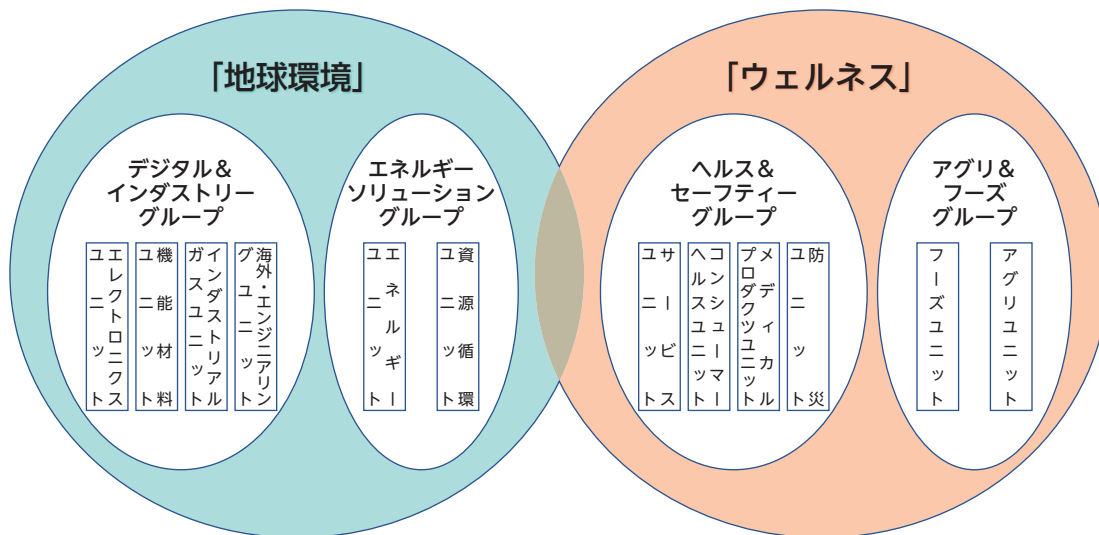 「地球環境」
デジタル＆
インダストリー
グループ
エレクトロニクス
ユニット
機能材料
ユニット
インダストリアル
ガスユニット
海外・エンジニアリン
グユニット
エネルギー
ソリューション
グループ
エネルギー
ユニット
資源循環
ユニット
「ウェルネス」
ヘルス＆
セーフティー
グループ
サービス
ユニット
コンシューマー
ヘルスユニット
メディカル
プロダクツユニット
防災
ユニット
アグリ＆
フーズ
グループ
フーズユニット
アグリユニット